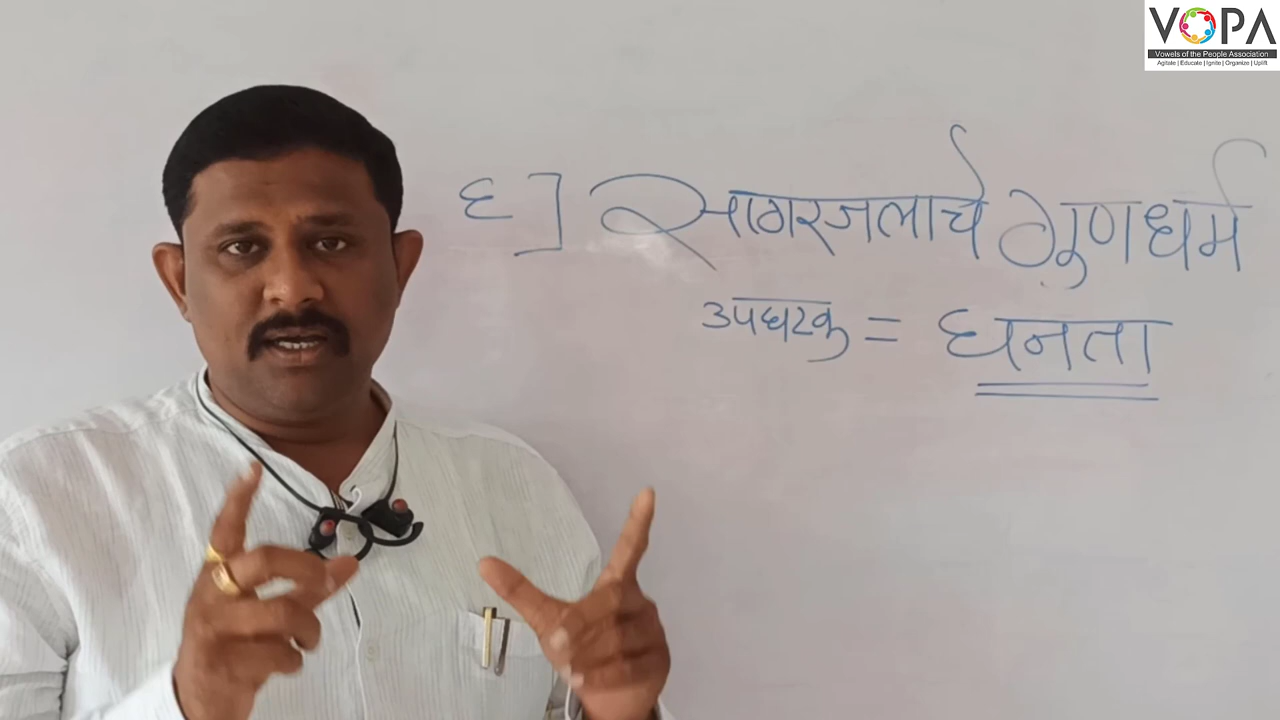 VOPA
Vowels of the People Association
Agitate | Educate | Ignite | Organize | Uplift
६] सागरजलाचे गुणधर्म
उपघटक = घनता